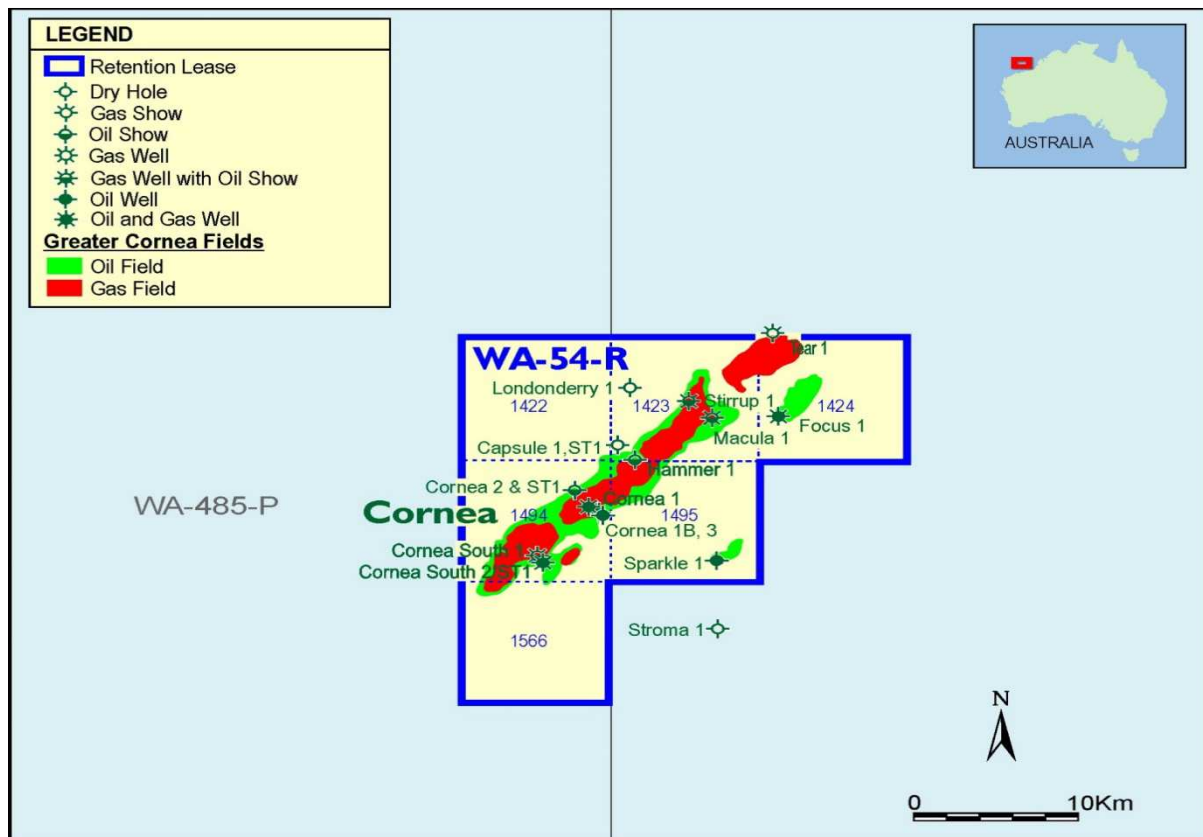 LEGEND
Retention Lease
Dry Hole
Gas Show
Oil Show
Gas Well
Gas Well with Oil Show
Oil Well
Oil and Gas Well
Greater Cornea Fields
Oil Field
Gas Field
AUSTRALIA
WA-54-R
Tear 1
Londonderry 1
1422
1423
Stirrup 1
1424
Macula 1
Focus 1
Capsule 1,ST1
Hammer 1
Cornea 2 & ST1
Cornea 1
WA-485-P
Cornea
1494
1495
Cornea 1B, 3
Cornea South 1
Sparkle 1
Cornea South 2/ST1
1566
Stroma 1
N
0 10Km